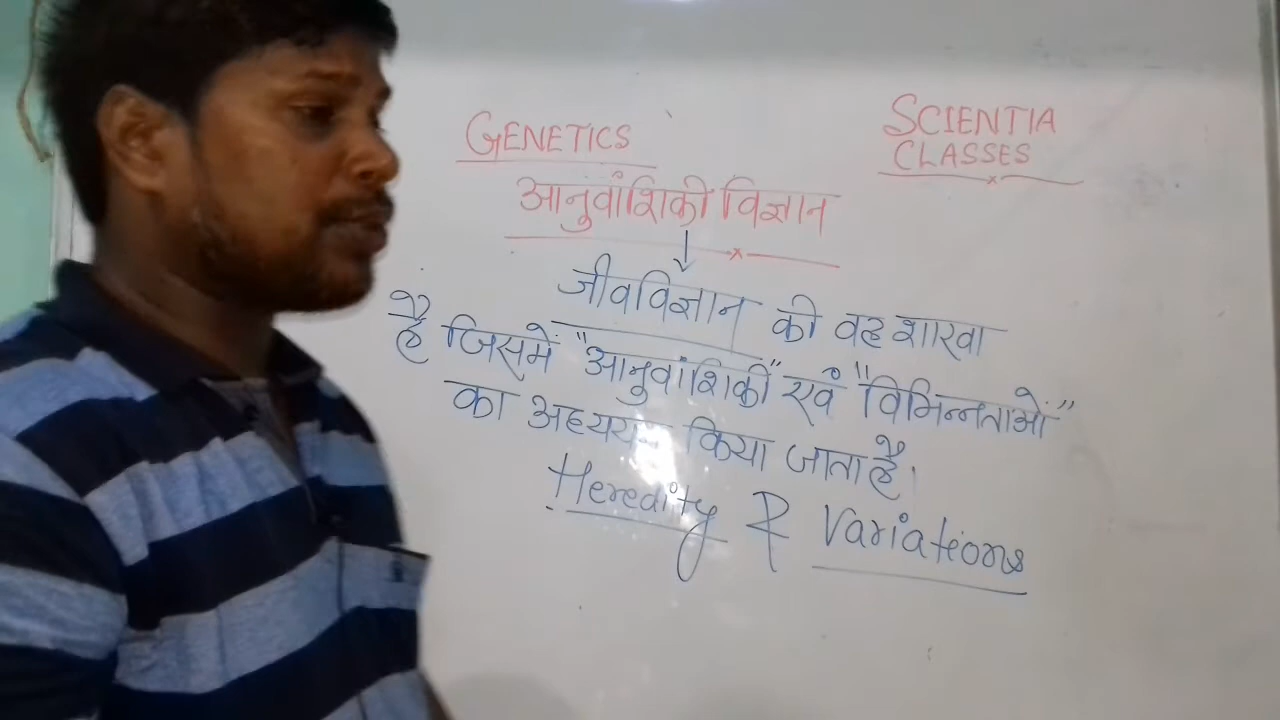 GENETICS
SCIENTIA
CLASSES
आनुवांशिकी विज्ञान
जीवविज्ञान की वह शाखा
है जिसमें "आनुवांशिकी" एवं "विभिन्नताओं"
का अध्ययन किया जाता है।
Heredity & Variations